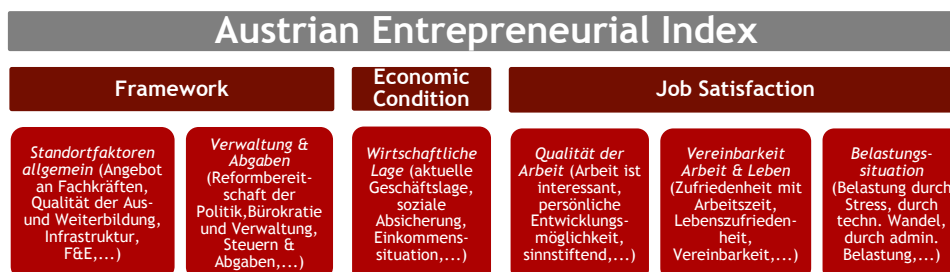 Austrian Entrepreneurial Index
Framework
Economic
Condition
Job Satisfaction
Standortfaktoren
allgemein (Angebot
an Fachkräften,
Qualität der Aus-
und Weiterbildung,
Infrastruktur,
F&E,...)
Verwaltung &
Abgaben
(Reformbereit-
schaft der
Politik,Bürokratie
und Verwaltung,
Steuern &
Abgaben,...)
Wirtschaftliche
Lage (aktuelle
Geschäftslage,
soziale
Absicherung,
Einkommens-
situation,...)
Qualität der
Arbeit (Arbeit ist
interessant,
persönliche
Entwicklungs-
möglichkeit,
sinnstiftend,...)
Vereinbarkeit
Arbeit & Leben
(Zufriedenheit mit
Arbeitszeit,
Lebenszufrieden-
heit,
Vereinbarkeit,...)
Belastungs-
situation
(Belastung durch
Stress, durch
techn. Wandel,
durch admin.
Belastung,...)